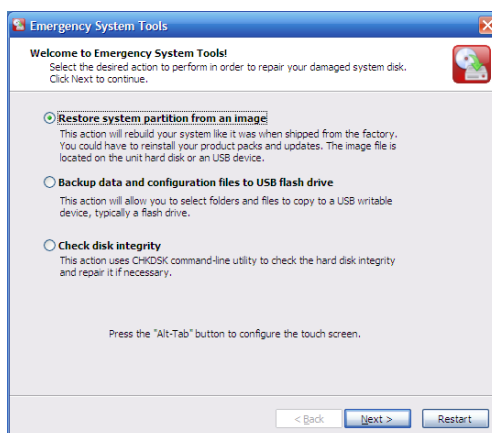 Emergency System Tools
Welcome to Emergency System Tools!
Select the desired action to perform in order to repair your damaged system disk.
Click Next to continue.
Restore system partition from an image
This action will rebuild your system like it was when shipped from the factory.
You could have to reinstall your product packs and updates. The image file is
located on the unit hard disk or an USB device.
Backup data and configuration files to USB flash drive
This action will allow you to select folders and files to copy to a USB writable
device, typically a flash drive.
Check disk integrity
This action uses CHKDSK command-line utility to check the hard disk integrity
and repair it if necessary.
Press the "Alt-Tab" button to configure the touch screen.
< Back Next > Restart